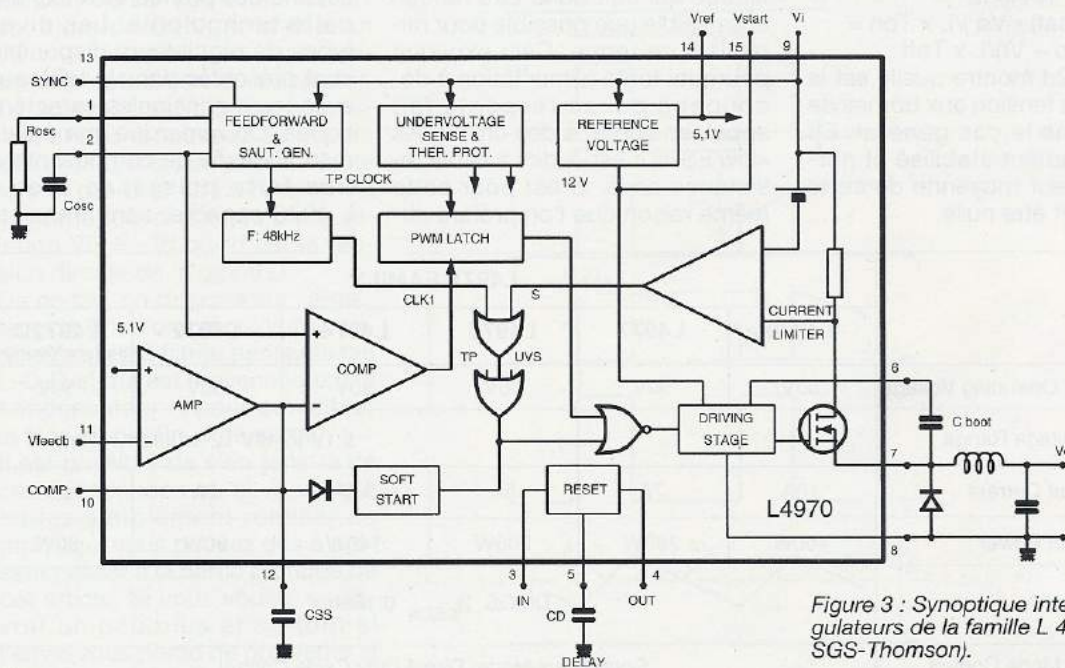 Vref Vstart Vi
14 15 9
13
SYNC
1
Rosc
2
Cosc
FEEDFORWARD
&
SAUT. GEN.
UNDERVOLTAGE
SENSE &
THER. PROT.
REFERENCE
VOLTAGE
5,1V
12 V
TP CLOCK
F: 48kHz
PWM LATCH
CLK1
S
CURRENT
LIMITER
5,1V
+
-
AMP
+
-
COMP
TP
UVS
11
Vfeedb
COMP.
10
SOFT
START
RESET
DRIVING
STAGE
6
C boot
7
L4970
8
12
CSS
3
IN
5
CD
DELAY
4
OUT
Figure 3 : Synoptique inte
gulateurs de la famille L 4
SGS-Thomson).